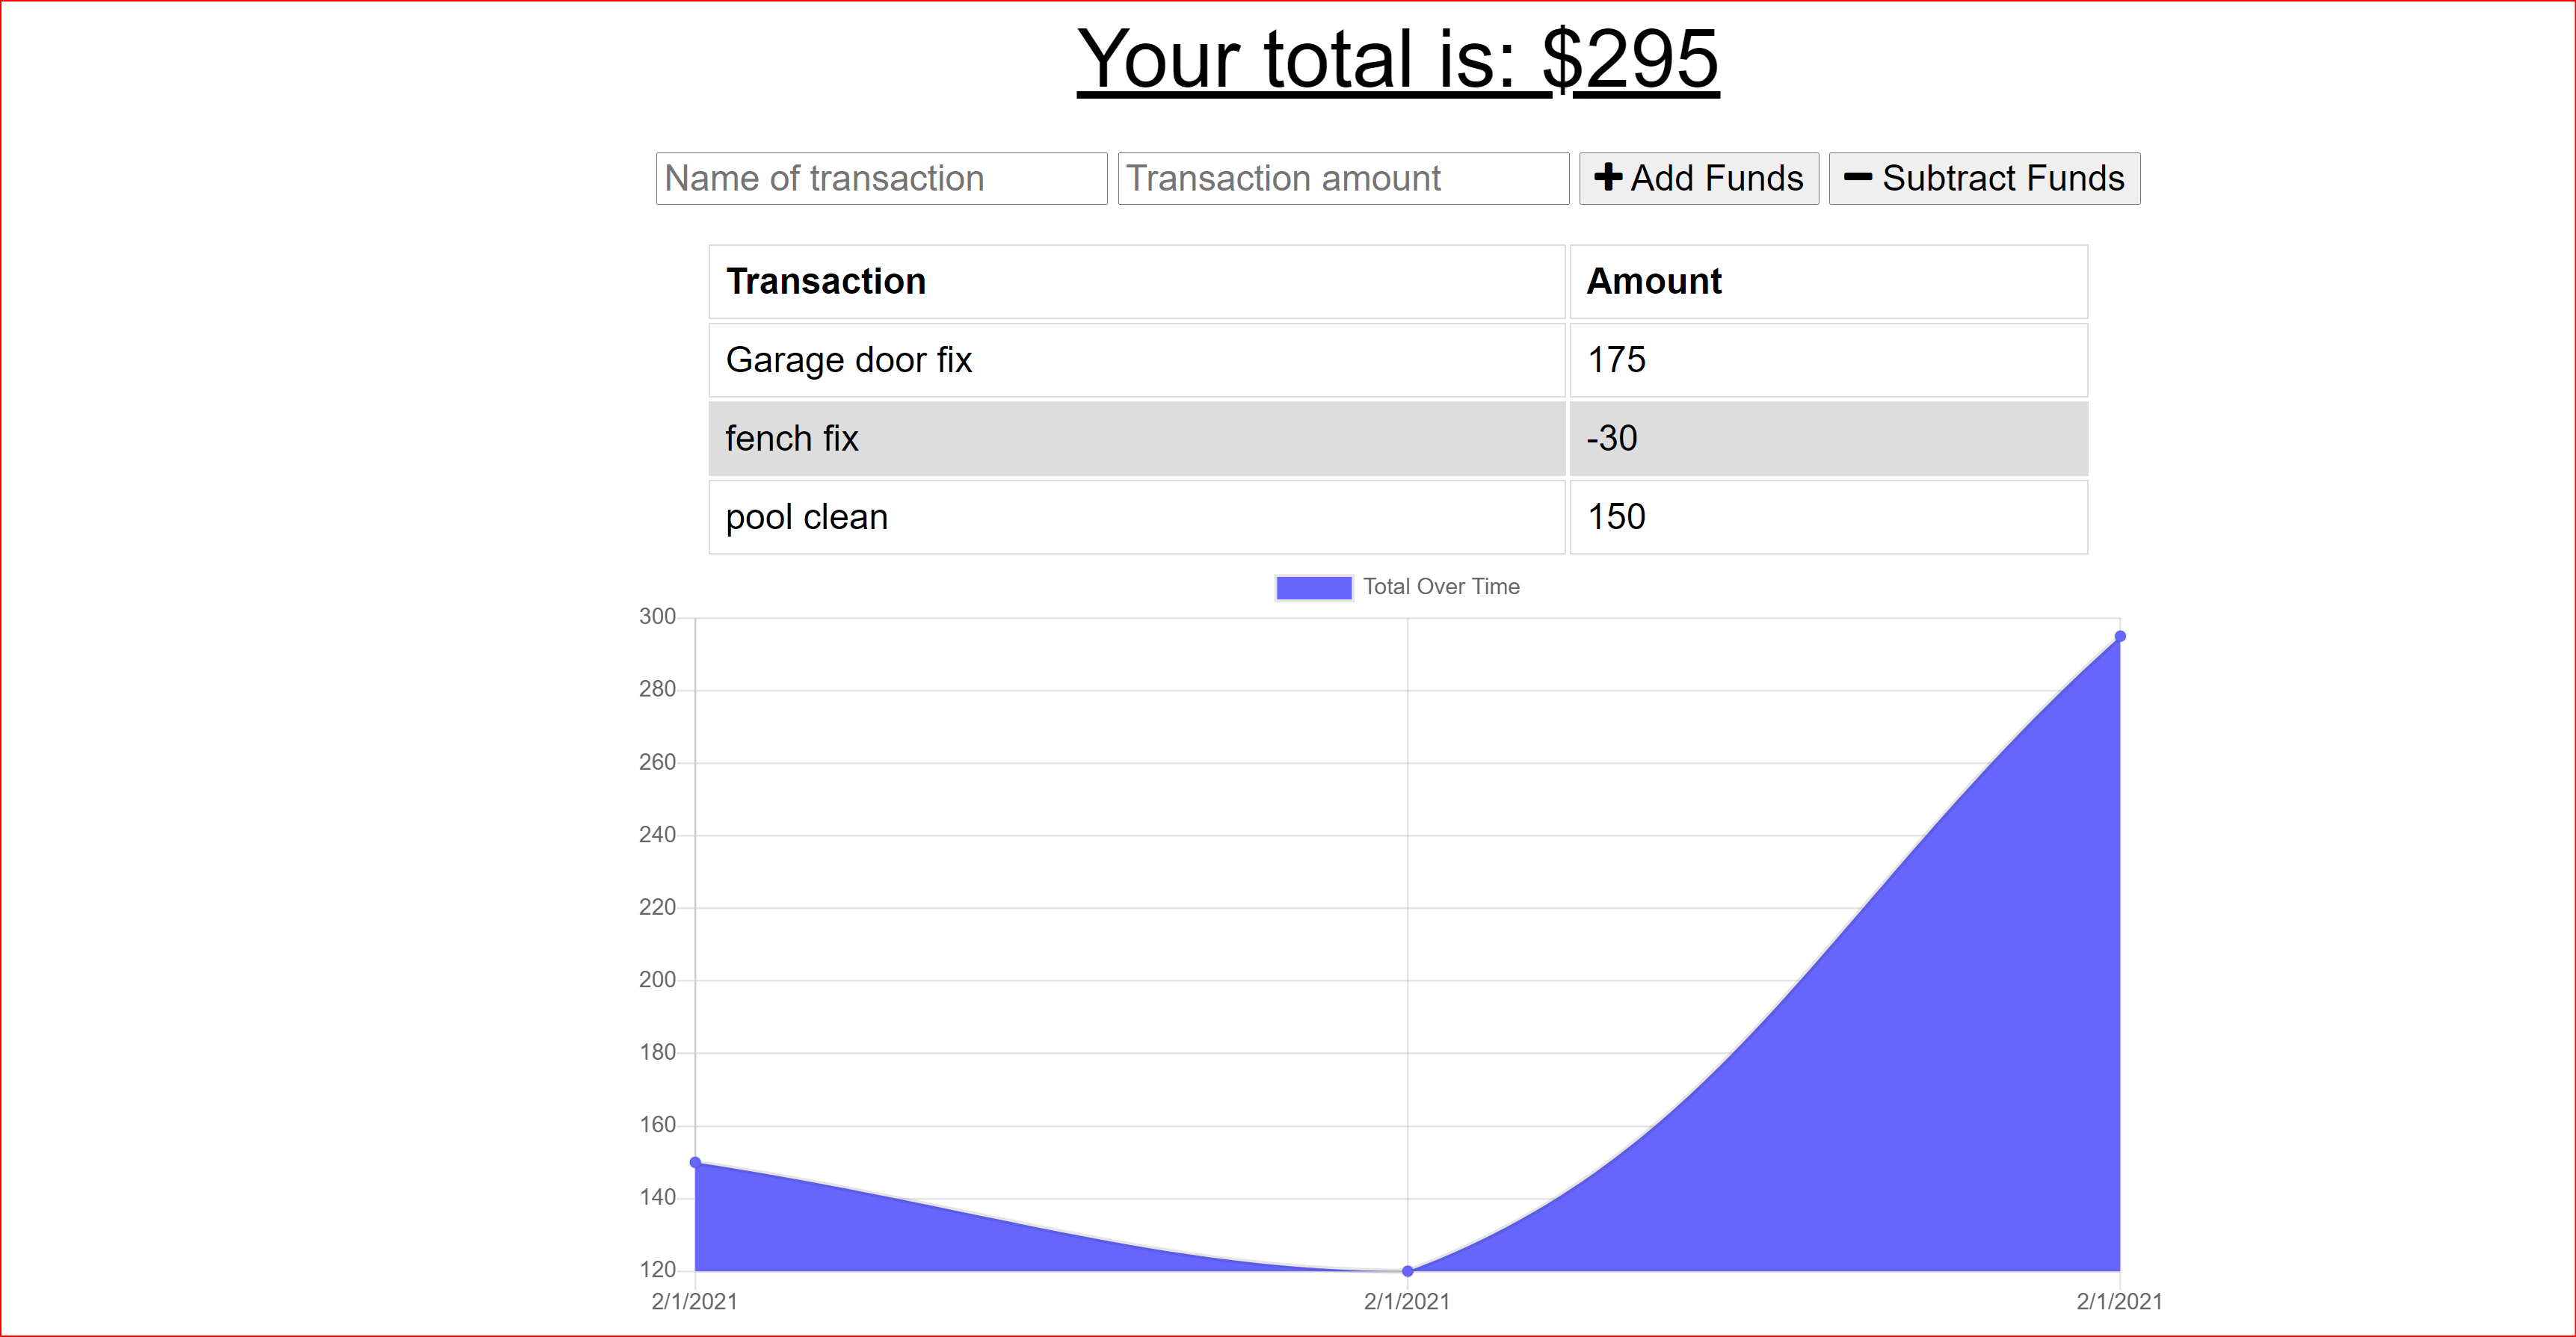 Your total is: $295
Name of transaction Transaction amount Add Funds Subtract Funds
Transaction Amount
Garage door fix 175
fench fix -30
pool clean 150
Total Over Time
300
280
260
240
220
200
180
160
140
120
2/1/2021 2/1/2021 2/1/2021